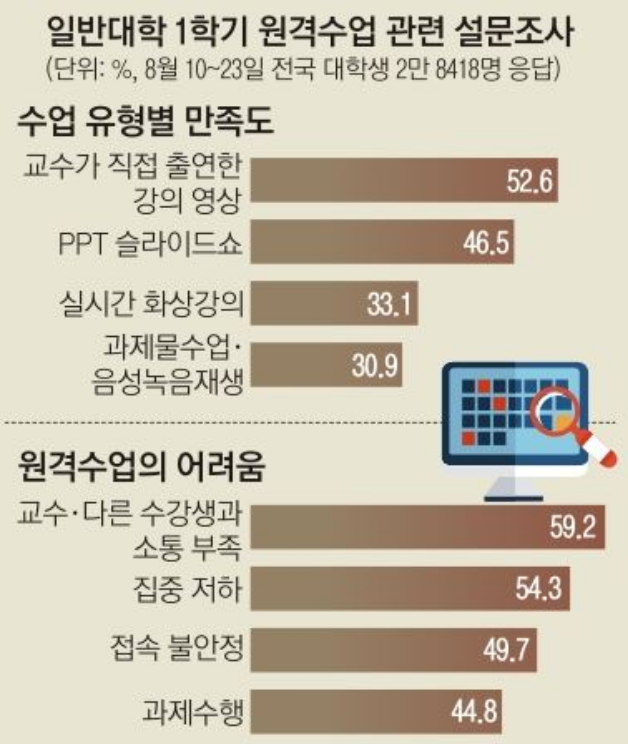 일반대학 1학기 원격수업 관련 설문조사
(단위: %, 8월 10~23일 전국 대학생 2만 8418명 응답)
수업 유형별 만족도
교수가 직접 출연한
강의 영상
52.6
PPT 슬라이드쇼
46.5
실시간 화상강의
33.1
과제물수업·
음성녹음재생
30.9
원격수업의 어려움
교수·다른 수강생과
소통 부족
59.2
집중 저하
54.3
접속 불안정
49.7
과제수행
44.8